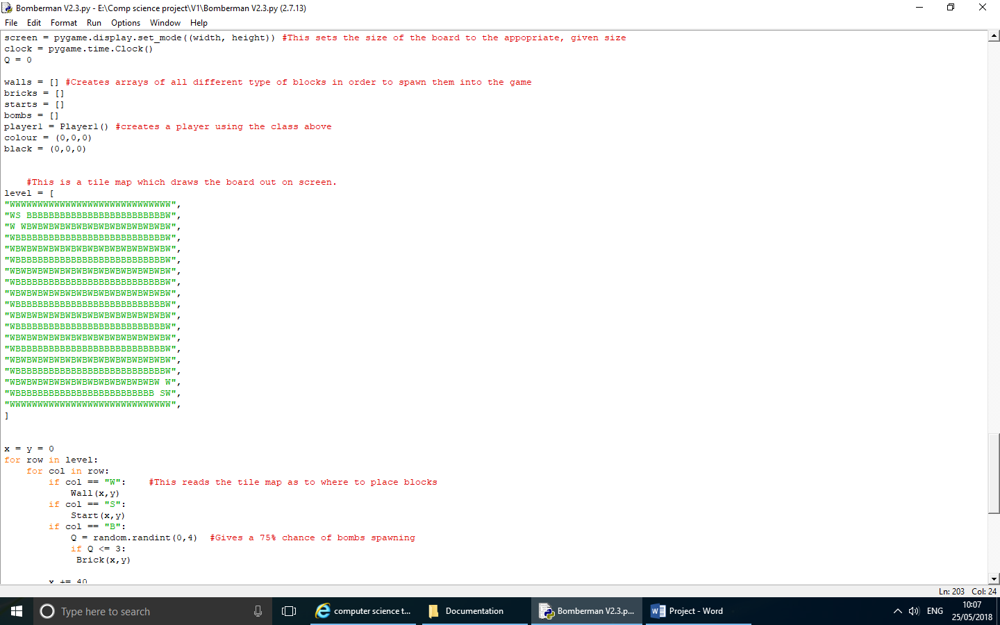 Bomberman V2.3.py - E:\Comp science project\V1\Bomberman V2.3.py (2.7.13)
File Edit Format Run Options Window Help
screen = pygame.display.set_mode((width, height)) #This sets the size of the board to the appopriate, given size
clock = pygame.time.Clock()
Q = 0
walls = [] #Creates arrays of all different type of blocks in order to spawn them into the game
bricks = []
starts = []
bombs = []
player1 = Player1() #creates a player using the class above
colour = (0,0,0)
black = (0,0,0)
#This is a tile map which draws the board out on screen.
level = [
"WWWWWWWWWWWWWWWWWWWWWWWWWWWWW",
"WS BBBBBBBBBBBBBBBBBBBBBBBBBW",
"W WBWBWBWBWBWBWBWBWBWBWBWBWBW",
"WBBBBBBBBBBBBBBBBBBBBBBBBBBBW",
"WBWBWBWBWBWBWBWBWBWBWBWBWBWBW",
"WBBBBBBBBBBBBBBBBBBBBBBBBBBBW",
"WBWBWBWBWBWBWBWBWBWBWBWBWBWBW",
"WBBBBBBBBBBBBBBBBBBBBBBBBBBBW",
"WBWBWBWBWBWBWBWBWBWBWBWBWBWBW",
"WBBBBBBBBBBBBBBBBBBBBBBBBBBBW",
"WBWBWBWBWBWBWBWBWBWBWBWBWBWBW",
"WBBBBBBBBBBBBBBBBBBBBBBBBBBBW",
"WBWBWBWBWBWBWBWBWBWBWBWBWBWBW",
"WBBBBBBBBBBBBBBBBBBBBBBBBBBBW",
"WBWBWBWBWBWBWBWBWBWBWBWBWBWBW",
"WBBBBBBBBBBBBBBBBBBBBBBBBBBBW",
"WBWBWBWBWBWBWBWBWBWBWBWBWBW W",
"WBBBBBBBBBBBBBBBBBBBBBBBBB SW",
"WWWWWWWWWWWWWWWWWWWWWWWWWWWWW",
]
x = y = 0
for row in level:
for col in row:
if col == "W": #This reads the tile map as to where to place blocks
Wall(x,y)
if col == "S":
Start(x,y)
if col == "B":
Q = random.randint(0,4) #Gives a 75% chance of bombs spawning
if Q <= 3:
Brick(x,y)
x += 40
Ln: 203 Col: 24
Type here to search
computer science t...
Documentation
Bomberman V2.3.p...
Project - Word
ENG
10:07
25/05/2018